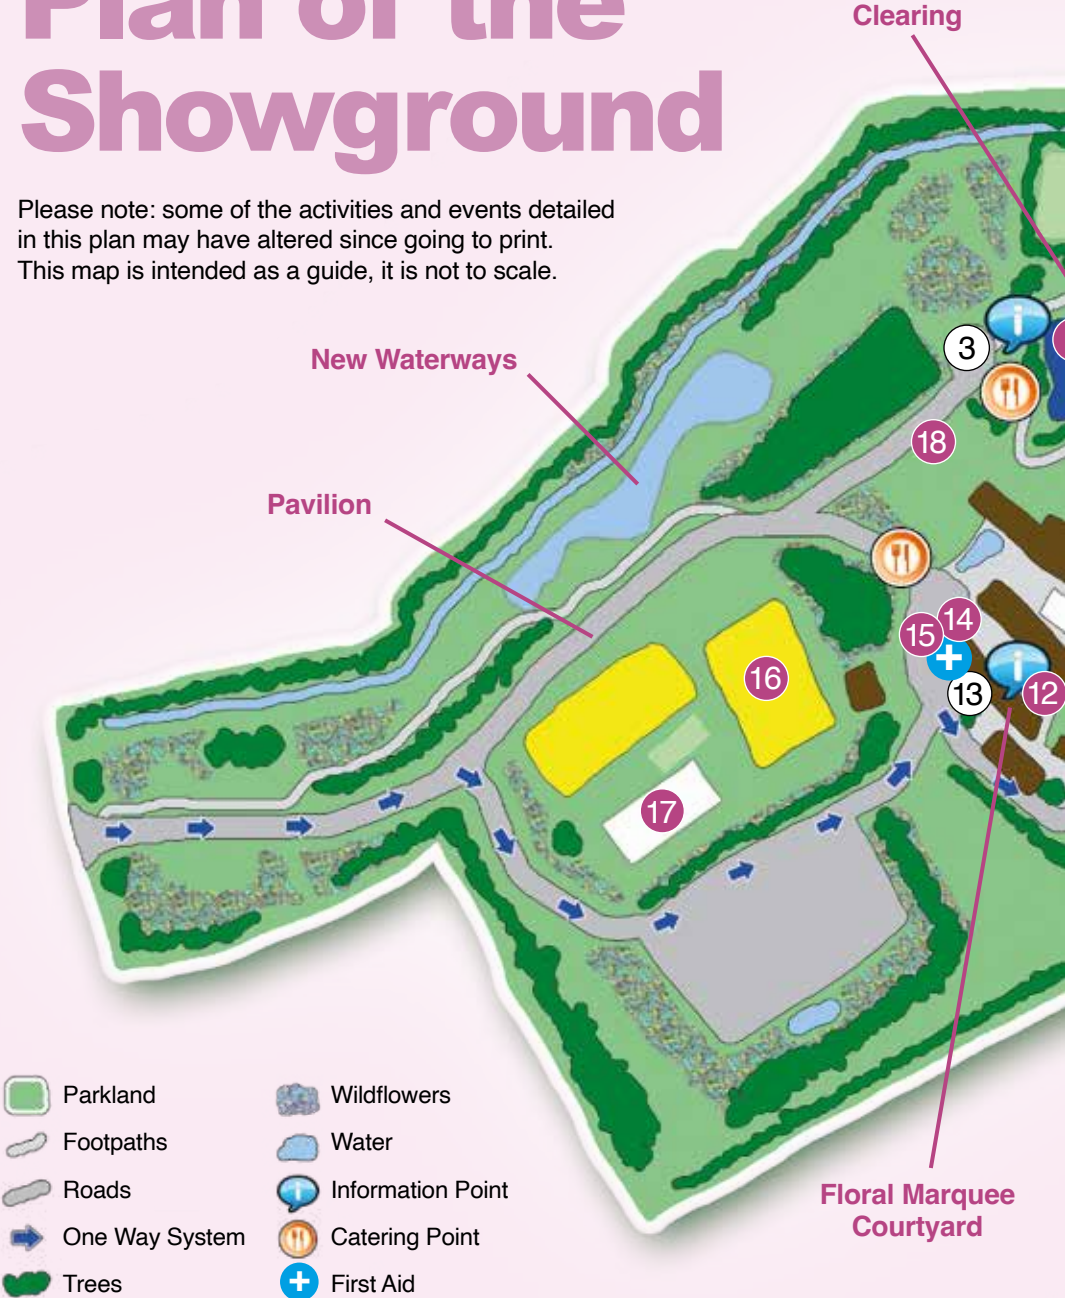 Plan of the
Showground
Please note: some of the activities and events detailed
in this plan may have altered since going to print.
This map is intended as a guide, it is not to scale.
Clearing
New Waterways
Pavilion
3
18
16
15
14
13
12
17
Floral Marquee
Courtyard
Parkland
Footpaths
Roads
One Way System
Trees
Wildflowers
Water
Information Point
Catering Point
First Aid